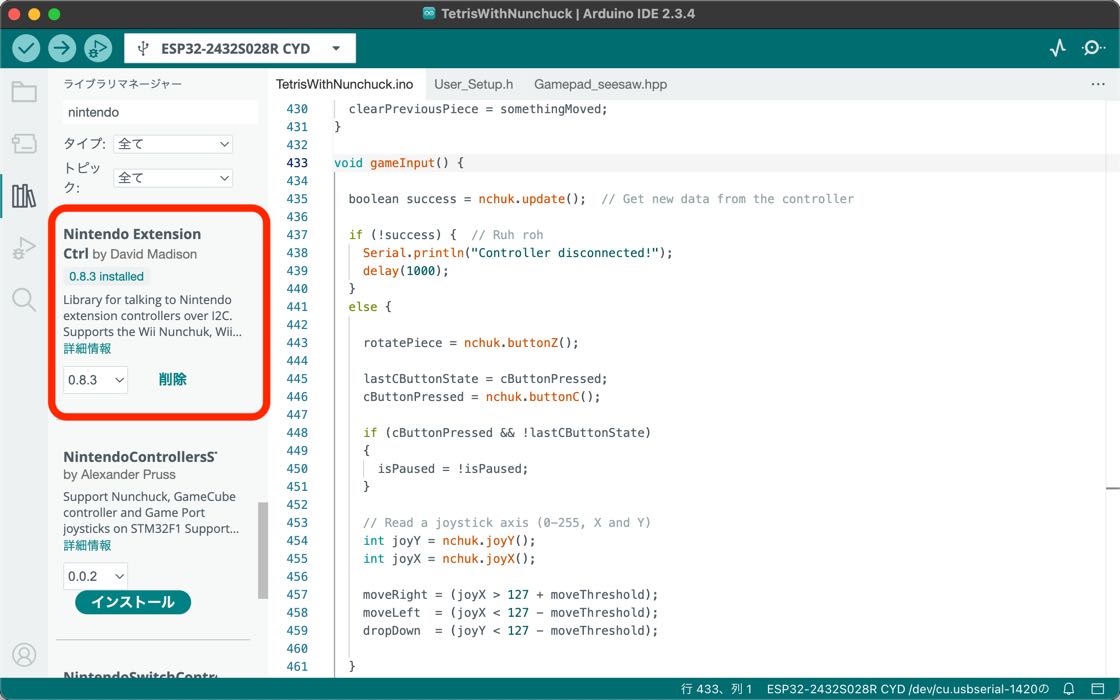 TetrisWithNunchuck | Arduino IDE 2.3.4
ESP32-2432S028R CYD
ライブラリマネージャー
nintendo
タイプ: 全て
トピック: 全て
Nintendo Extension
Ctrl by David Madison
0.8.3 installed
Library for talking to Nintendo
extension controllers over I2C.
Supports the Wii Nunchuk, Wii...
詳細情報
0.8.3 削除
NintendoControllersS
by Alexander Pruss
Support Nunchuck, GameCube
controller and Game Port
joysticks on STM32F1 Support...
詳細情報
0.0.2
インストール
NintendoSwitchContr
TetrisWithNunchuck.ino User_Setup.h Gamepad_seesaw.hpp ...
430 clearPreviousPiece = somethingMoved;
431 }
432
433 void gameInput() {
434
435 boolean success = nchuk.update(); // Get new data from the controller
436
437 if (!success) { // Ruh roh
438 Serial.println("Controller disconnected!");
439 delay(1000);
440 }
441 else {
442
443 rotatePiece = nchuk.buttonZ();
444
445 lastCButtonState = cButtonPressed;
446 cButtonPressed = nchuk.buttonC();
447
448 if (cButtonPressed && !lastCButtonState)
449 {
450 isPaused = !isPaused;
451 }
452
453 // Read a joystick axis (0-255, X and Y)
454 int joyY = nchuk.joyY();
455 int joyX = nchuk.joyX();
456
457 moveRight = (joyX > 127 + moveThreshold);
458 moveLeft = (joyX < 127 - moveThreshold);
459 dropDown = (joyY < 127 - moveThreshold);
460
461 }
行 433、列 1 ESP32-2432S028R CYD /dev/cu.usbserial-1420の